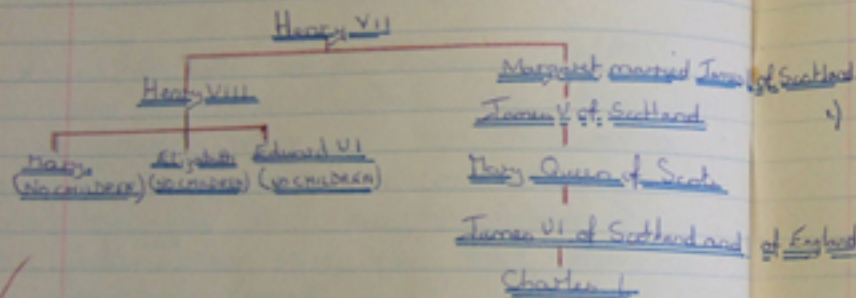 Henry VII
Margaret married James of Scotland
Henry VIII
James V of Scotland
Mary Elizabeth Edward VI
(NO CHILDREN) (NO CHILDREN) (NO CHILDREN)
Mary Queen of Scots
James VI of Scotland and of England
Charles I